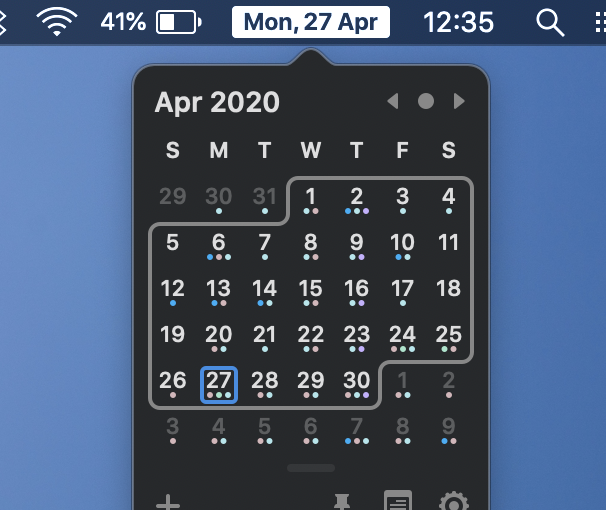 41% Mon, 27 Apr 12:35
Apr 2020
S M T W T F S
29 30 31 1 2 3 4
5 6 7 8 9 10 11
12 13 14 15 16 17 18
19 20 21 22 23 24 25
26 27 28 29 30 1 2
3 4 5 6 7 8 9